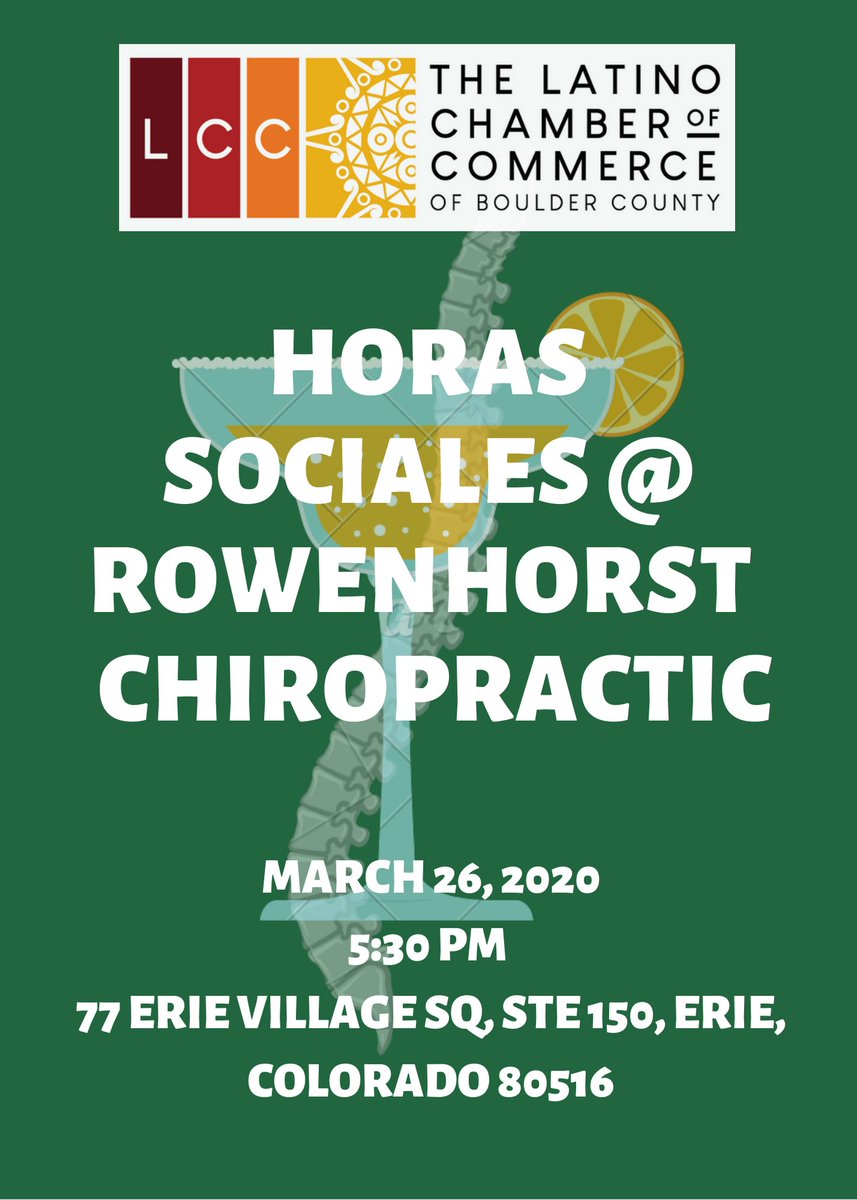 LCC
THE LATINO
CHAMBER OF
COMMERCE
OF BOULDER COUNTY
HORAS
SOCIALES @
ROWENHORST
CHIROPRACTIC
MARCH 26, 2020
5:30 PM
77 ERIE VILLAGE SQ, STE 150, ERIE,
COLORADO 80516